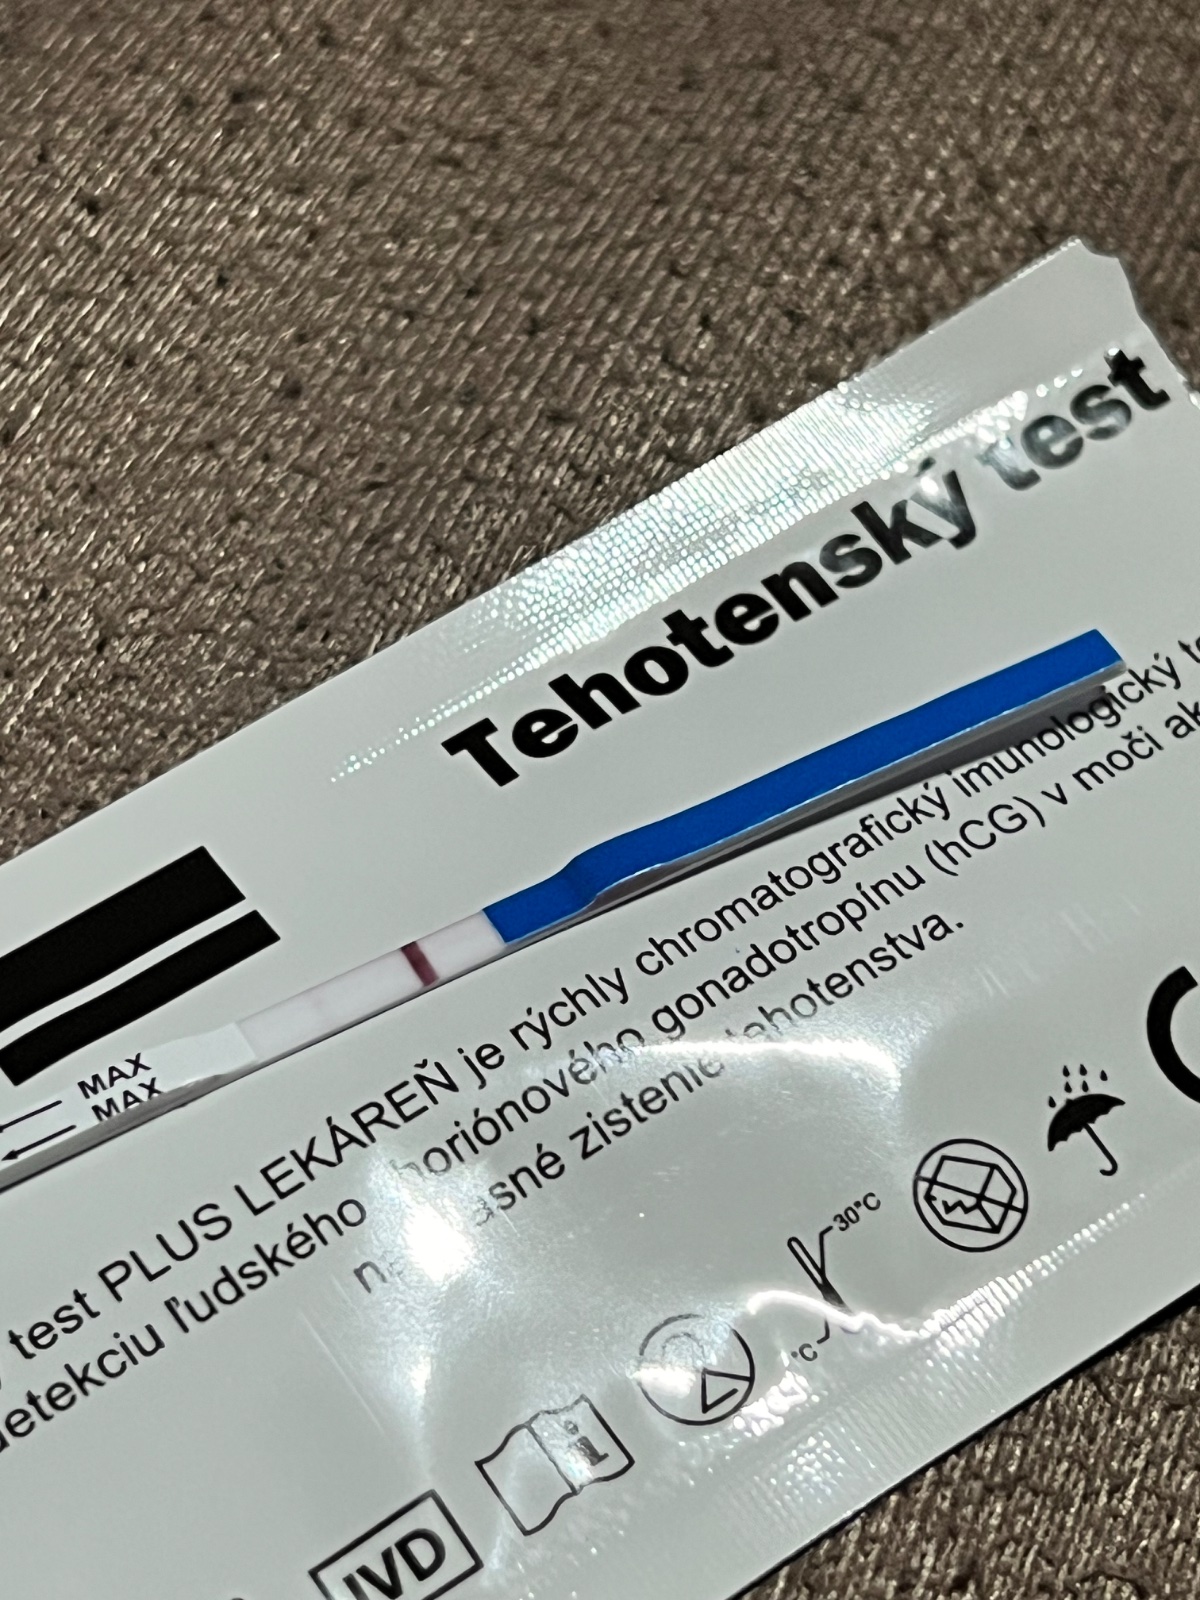 Tehotenský test
MAX
MAX
test PLUS LEKÁREŇ je rýchly chromatografický imunologický
detekciu ľudského horiónového gonadotropínu (hCG) v moči ak
zistenie tehotenstva.
30°C
°C
i
IVD